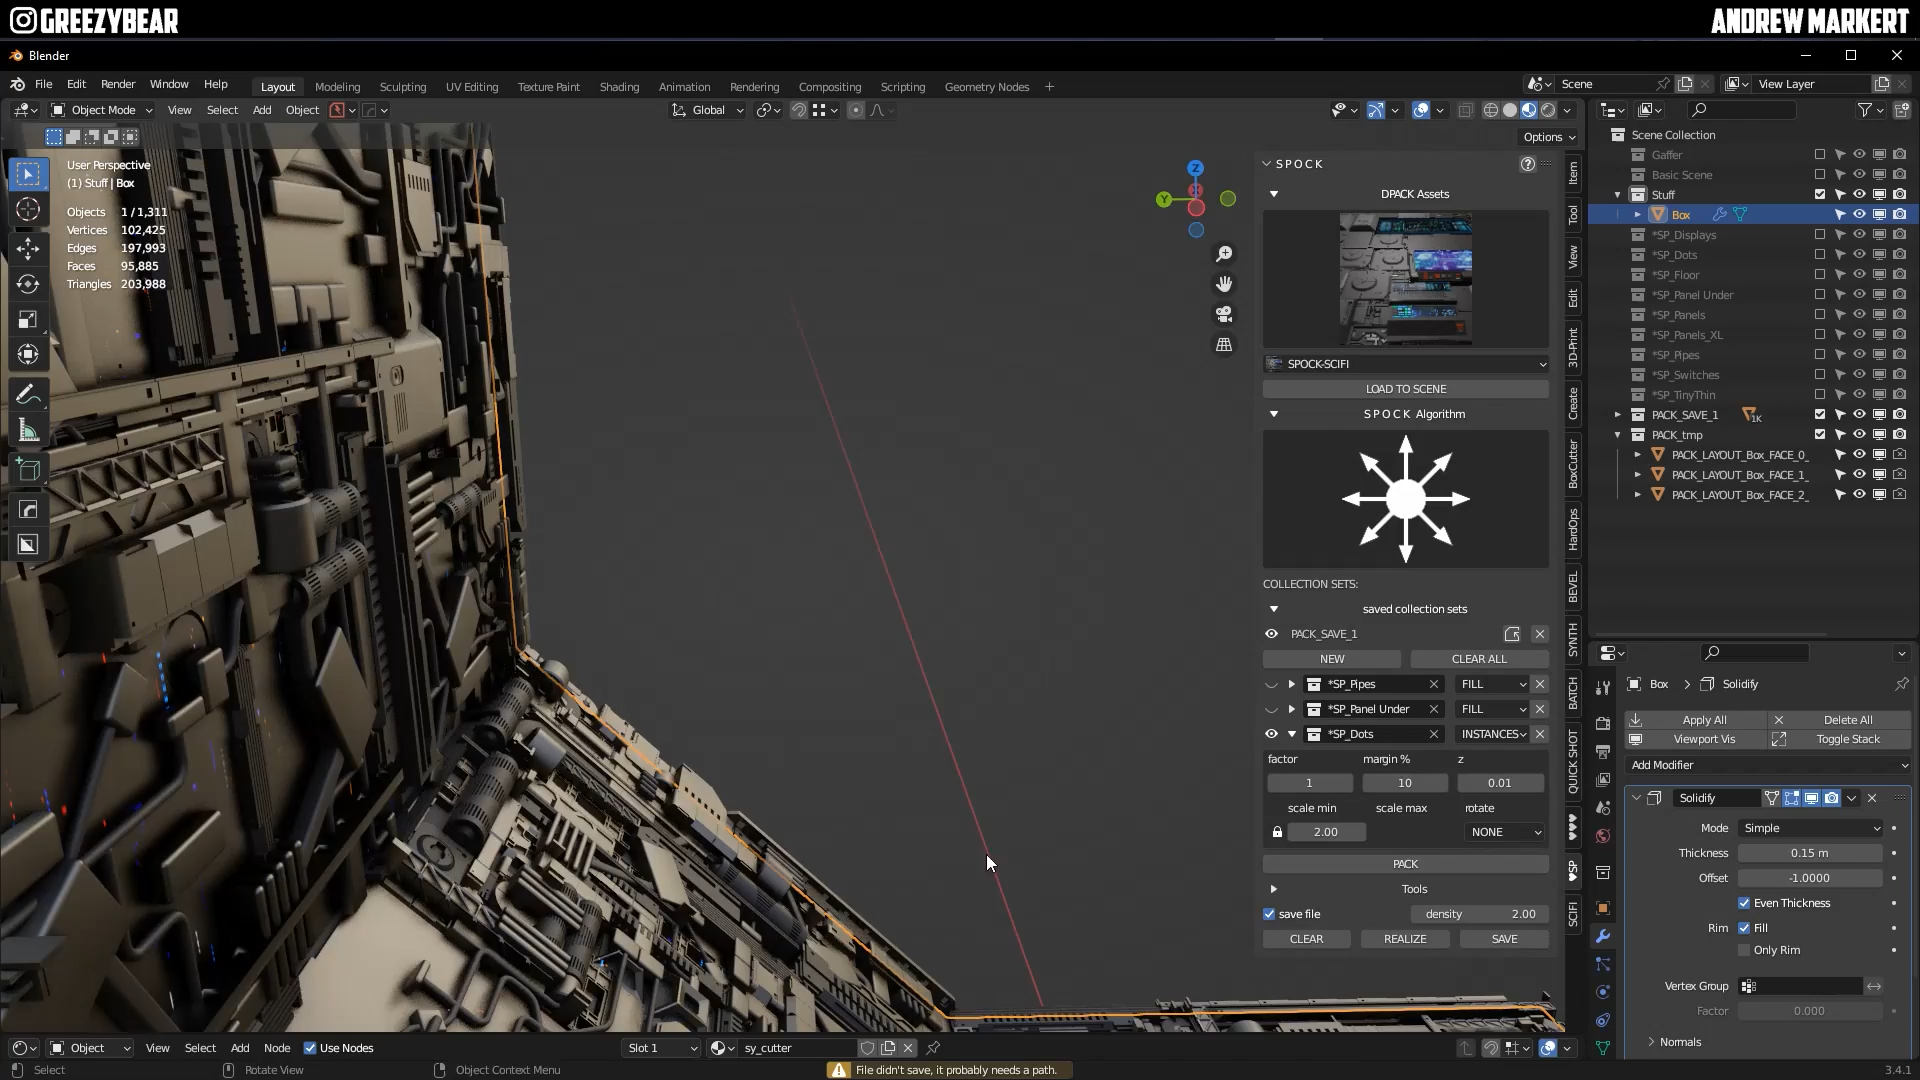 GREEZYBEAR
ANDREW MARKERT
Blender
File Edit Render Window Help
Layout Modeling Sculpting UV Editing Texture Paint Shading Animation Rendering Compositing Scripting Geometry Nodes +
Scene
View Layer
Object Mode View Select Add Object
Global
Options
User Perspective
(1) Stuff | Box
Objects 1 / 1,311
Vertices 102,425
Edges 197,993
Faces 95,885
Triangles 203,988
Z
X
Y
SPOCK
DPACK Assets
SPOCK-SCIFI
LOAD TO SCENE
SPOCK Algorithm
COLLECTION SETS:
saved collection sets
PACK_SAVE_1
NEW CLEAR ALL
*SP_Pipes FILL
*SP_Panel Under FILL
*SP_Dots INSTANCES
factor margin % z
1 10 0.01
scale min scale max rotate
2.00 NONE
PACK
Tools
save file density 2.00
CLEAR REALIZE SAVE
Item
Tool
View
Edit
3D-Print
Create
BoxCutter
HardOps
BEVEL
SYNTH
BATCH
QUICK SHOT
♥♥♥
♥SP
SCIFI
Scene Collection
Gaffer
Basic Scene
Stuff
Box
*SP_Displays
*SP_Dots
*SP_Floor
*SP_Panel Under
*SP_Panels
*SP_Panels_XL
*SP_Pipes
*SP_Switches
*SP_TinyThin
PACK_SAVE_1 1K
PACK_tmp
PACK_LAYOUT_Box_FACE_0_
PACK_LAYOUT_Box_FACE_1_
PACK_LAYOUT_Box_FACE_2_
Box > Solidify
Apply All Delete All
Viewport Vis Toggle Stack
Add Modifier
Solidify
Mode Simple
Thickness 0.15 m
Offset -1.0000
Even Thickness
Rim Fill
Only Rim
Vertex Group
Factor 0.000
Normals
Object View Select Add Node Use Nodes
Slot 1
sy_cutter
Select
Rotate View
Object Context Menu
File didn't save, it probably needs a path.
3.4.1